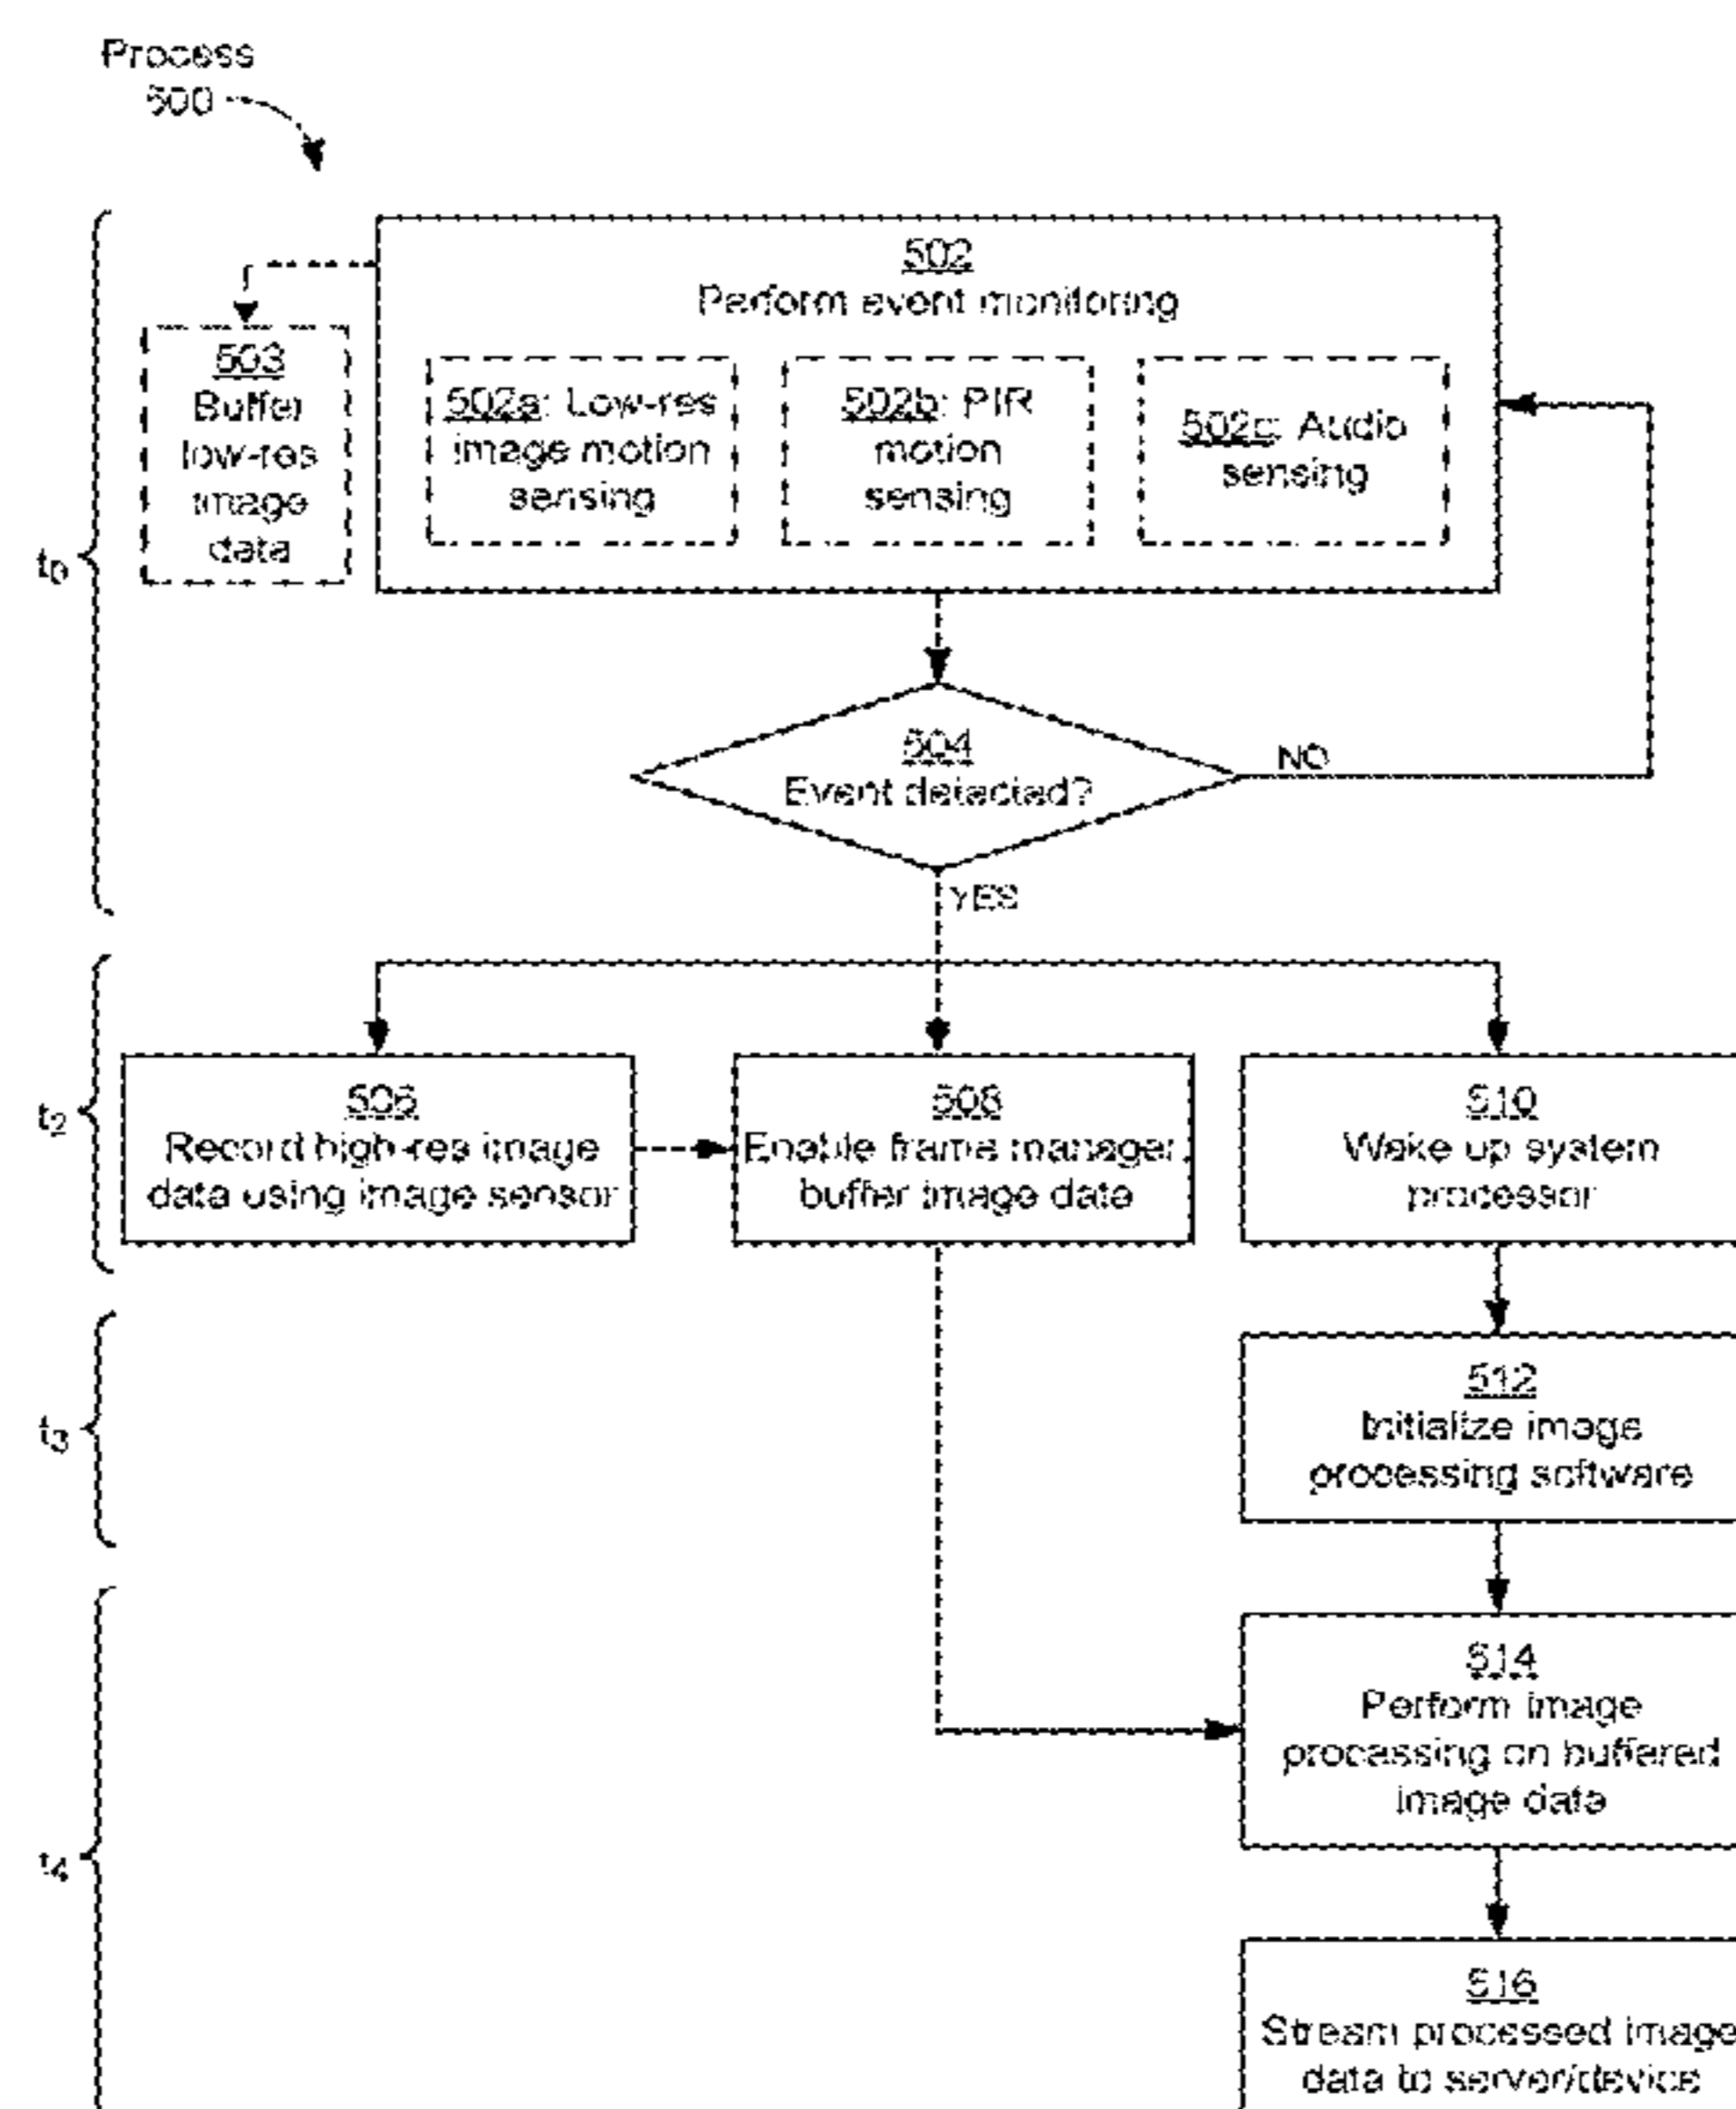 Process
500
502
Perform event monitoring
503
Buffer
low-res
image
data
502a: Low-res
image motion
sensing
502b: PIR
motion
sensing
502c: Audio
sensing
t0
504
Event detected?
NO
YES
t2
506
Record high-res image
data using image sensor
508
Enable frame manager
buffer image data
510
Wake up system
processor
t3
512
Initialize image
processing software
514
Perform image
processing on buffered
image data
t4
516
Stream processed image
data to server/device